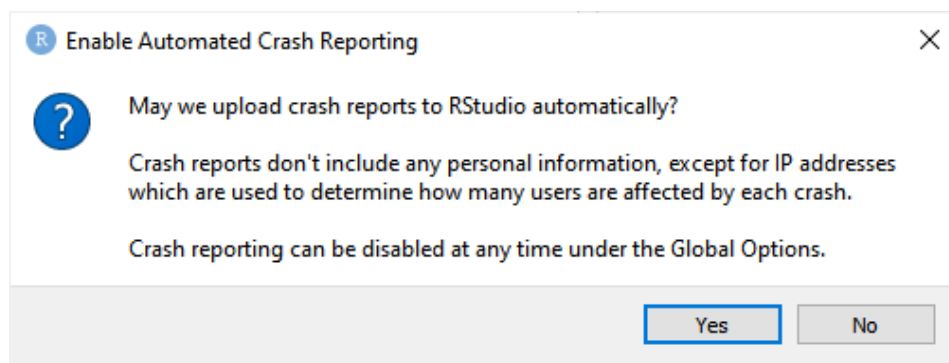 R Enable Automated Crash Reporting
?
May we upload crash reports to RStudio automatically?
Crash reports don't include any personal information, except for IP addresses
which are used to determine how many users are affected by each crash.
Crash reporting can be disabled at any time under the Global Options.
Yes No